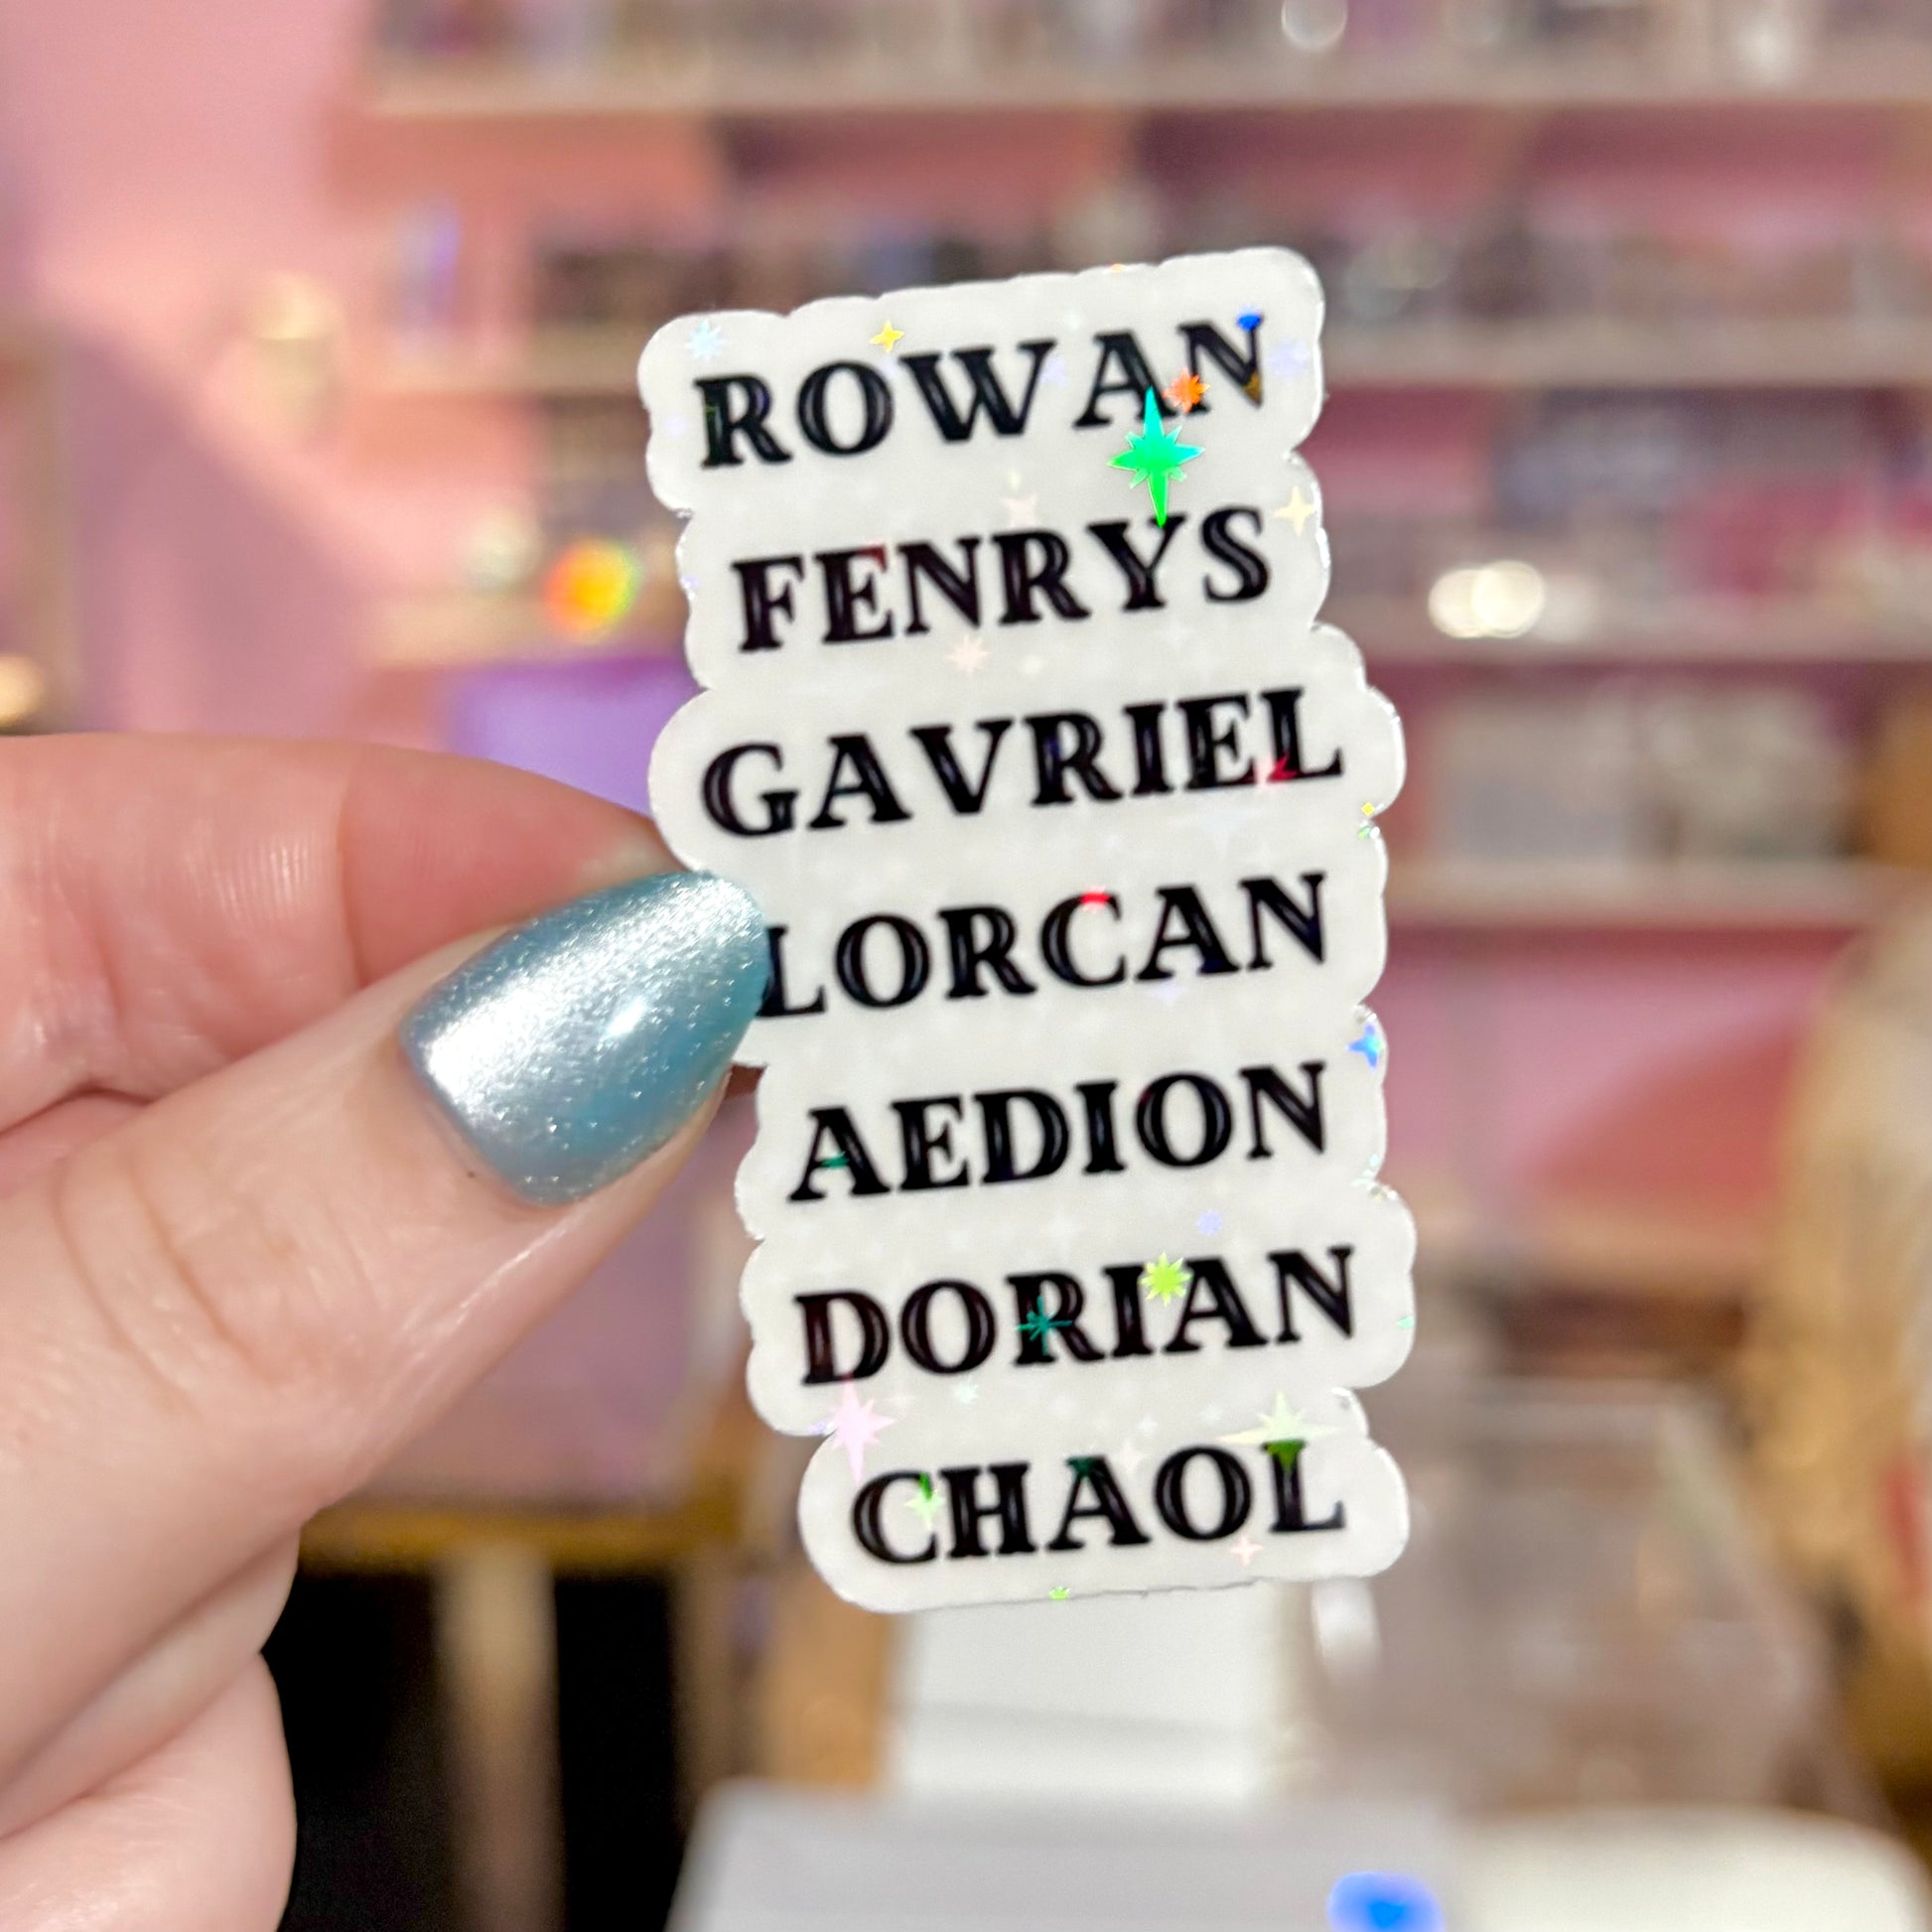 ROWAN
FENRYS
GAVRIEL
LORCAN
AEDION
DORIAN
CHAOL